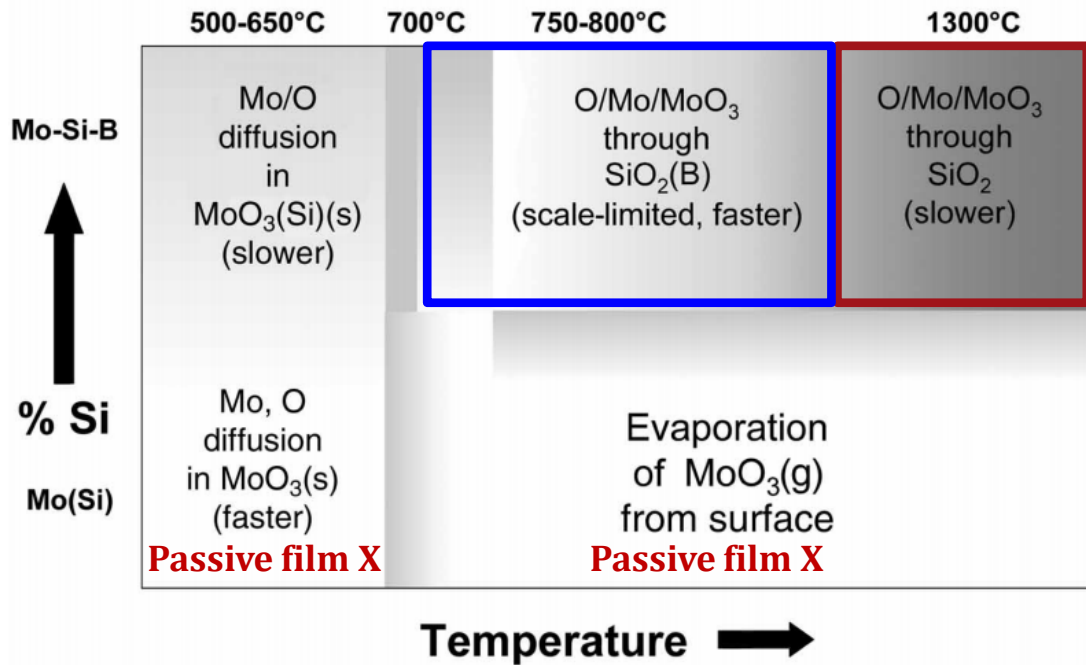 500-650°C 700°C 750-800°C 1300°C
Mo-Si-B
% Si
Mo(Si)
Mo/O
diffusion
in
MoO₃(Si)(s)
(slower)
O/Mo/MoO₃
through
SiO₂(B)
(scale-limited, faster)
O/Mo/MoO₃
through
SiO₂
(slower)
Mo, O
diffusion
in MoO₃(s)
(faster)
Passive film X
Evaporation
of MoO₃(g)
from surface
Passive film X
Temperature